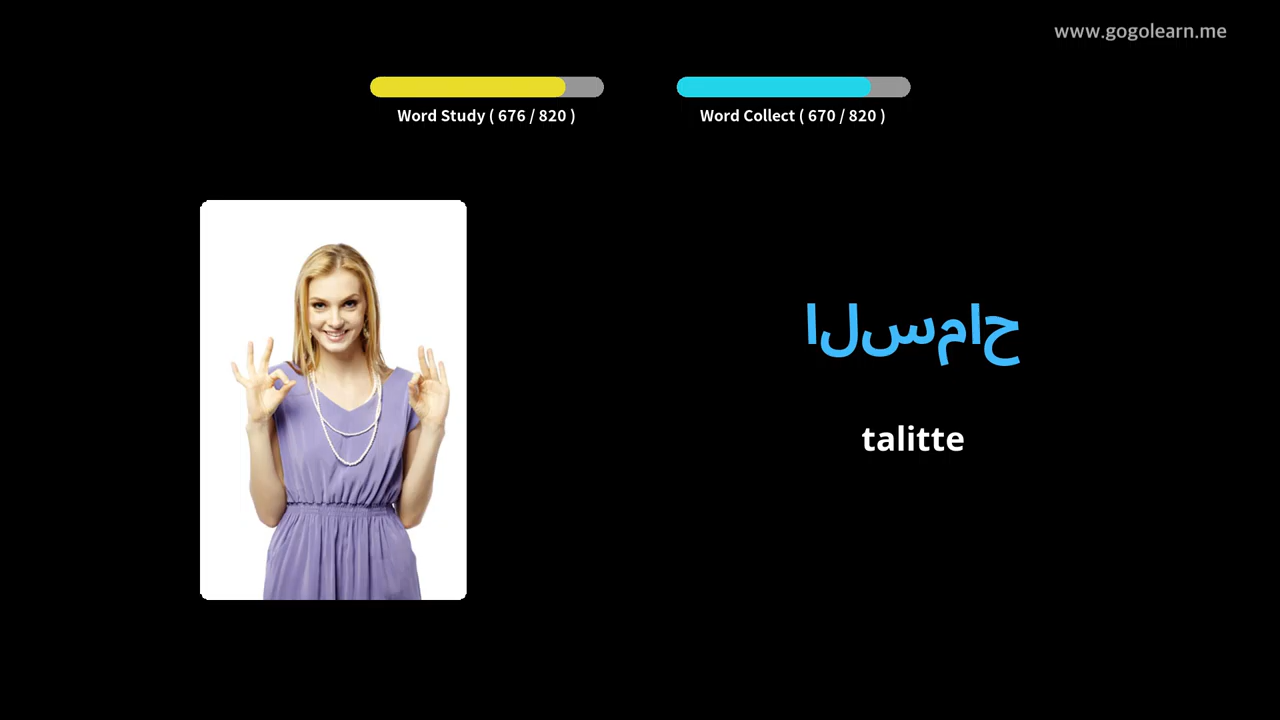 www.gogolearn.me
Word Study ( 676 / 820 )
Word Collect ( 670 / 820 )
السماح
talitte